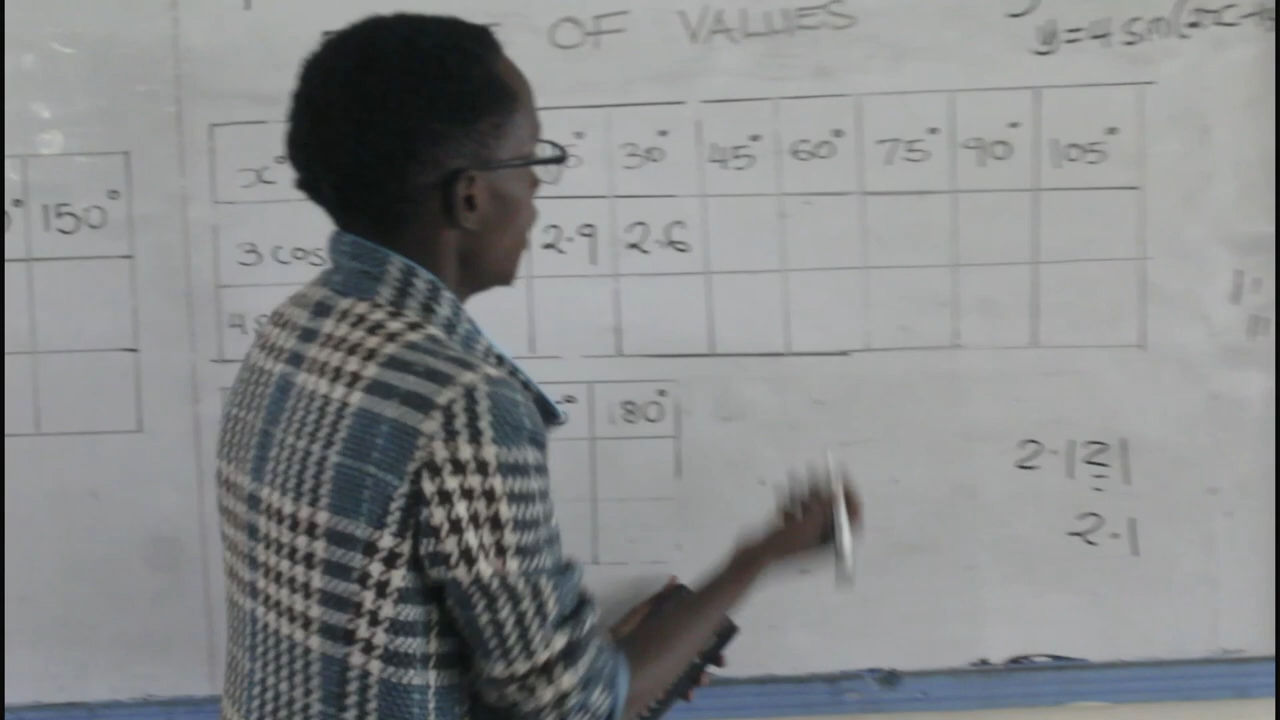 OF VALUES
y=4 sin(2x+
150°
x° 30° 45° 60° 75° 90° 105°
3 cos 2.9 2.6
180°
2.121
2.1